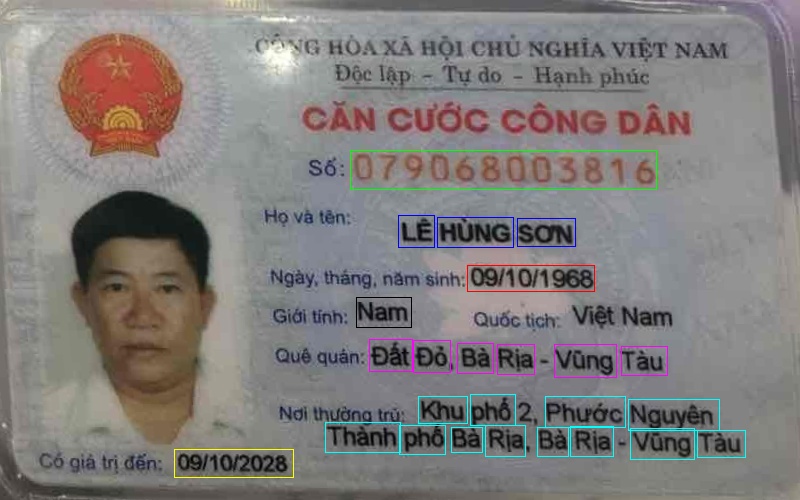 CỘNG HÒA XÃ HỘI CHỦ NGHĨA VIỆT NAM
Độc lập - Tự do - Hạnh phúc
CĂN CƯỚC CÔNG DÂN
Số: 079068003816
Họ và tên: LÊ HÙNG SƠN
Ngày, tháng, năm sinh: 09/10/1968
Giới tính: Nam Quốc tịch: Việt Nam
Quê quán: Đất Đỏ, Bà Rịa - Vũng Tàu
Nơi thường trú: Khu phố 2, Phước Nguyên
Thành phố Bà Rịa, Bà Rịa - Vũng Tàu
Có giá trị đến: 09/10/2028